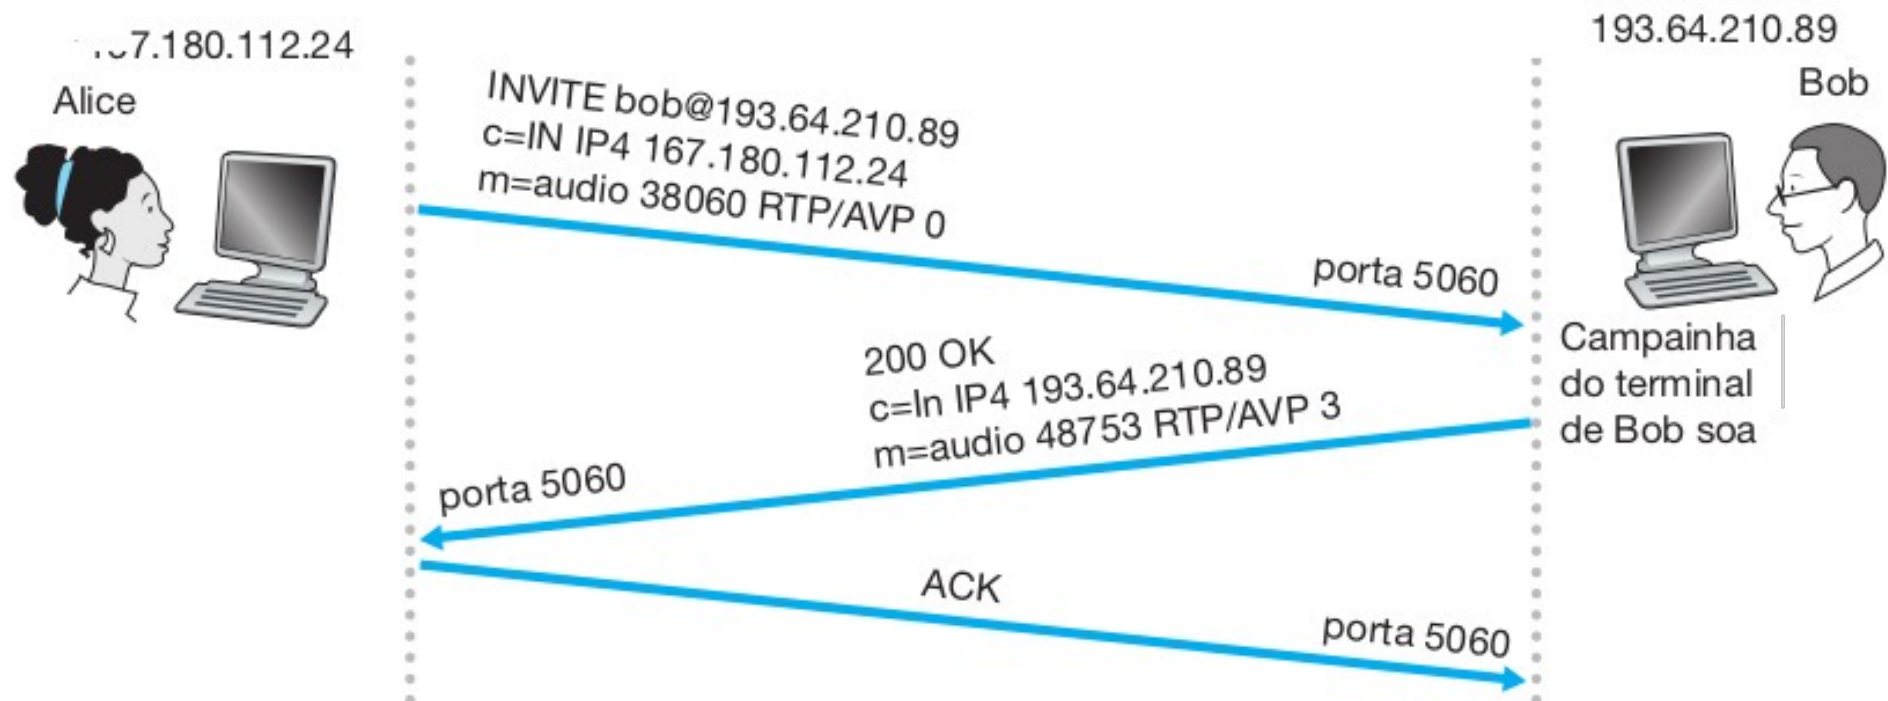 7.180.112.24
Alice
193.64.210.89
Bob
INVITE bob@193.64.210.89
c=IN IP4 167.180.112.24
m=audio 38060 RTP/AVP 0
porta 5060
Campainha
do terminal
de Bob soa
200 OK
c=In IP4 193.64.210.89
m=audio 48753 RTP/AVP 3
porta 5060
ACK
porta 5060